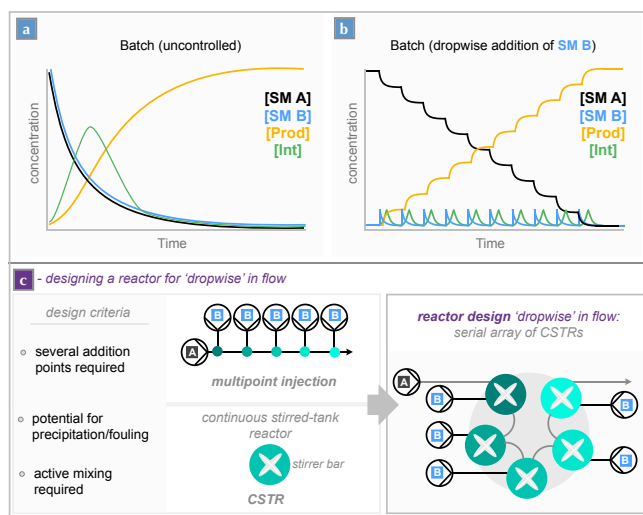 a
Batch (uncontrolled)
[SM A]
[SM B]
[Prod]
[Int]
concentration
Time
b
Batch (dropwise addition of SM B)
[SM A]
[SM B]
[Prod]
[Int]
concentration
Time
c - designing a reactor for ‘dropwise’ in flow
design criteria
several addition
points required
potential for
precipitation/fouling
active mixing
required
B B B B B
A
multipoint injection
continuous stirred-tank
reactor
stirrer bar
CSTR
reactor design ‘dropwise’ in flow:
serial array of CSTRs
A
B
B
B
B
B